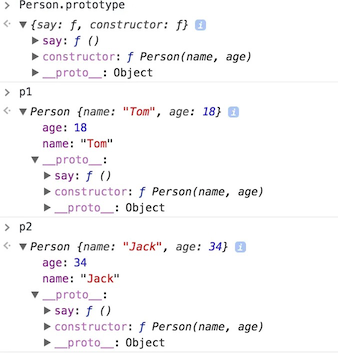 Person.prototype
{say: ƒ, constructor: ƒ} i
say: ƒ ()
constructor: ƒ Person(name, age)
__proto__: Object
p1
Person {name: "Tom", age: 18} i
age: 18
name: "Tom"
__proto__:
say: ƒ ()
constructor: ƒ Person(name, age)
__proto__: Object
p2
Person {name: "Jack", age: 34} i
age: 34
name: "Jack"
__proto__:
say: ƒ ()
constructor: ƒ Person(name, age)
__proto__: Object